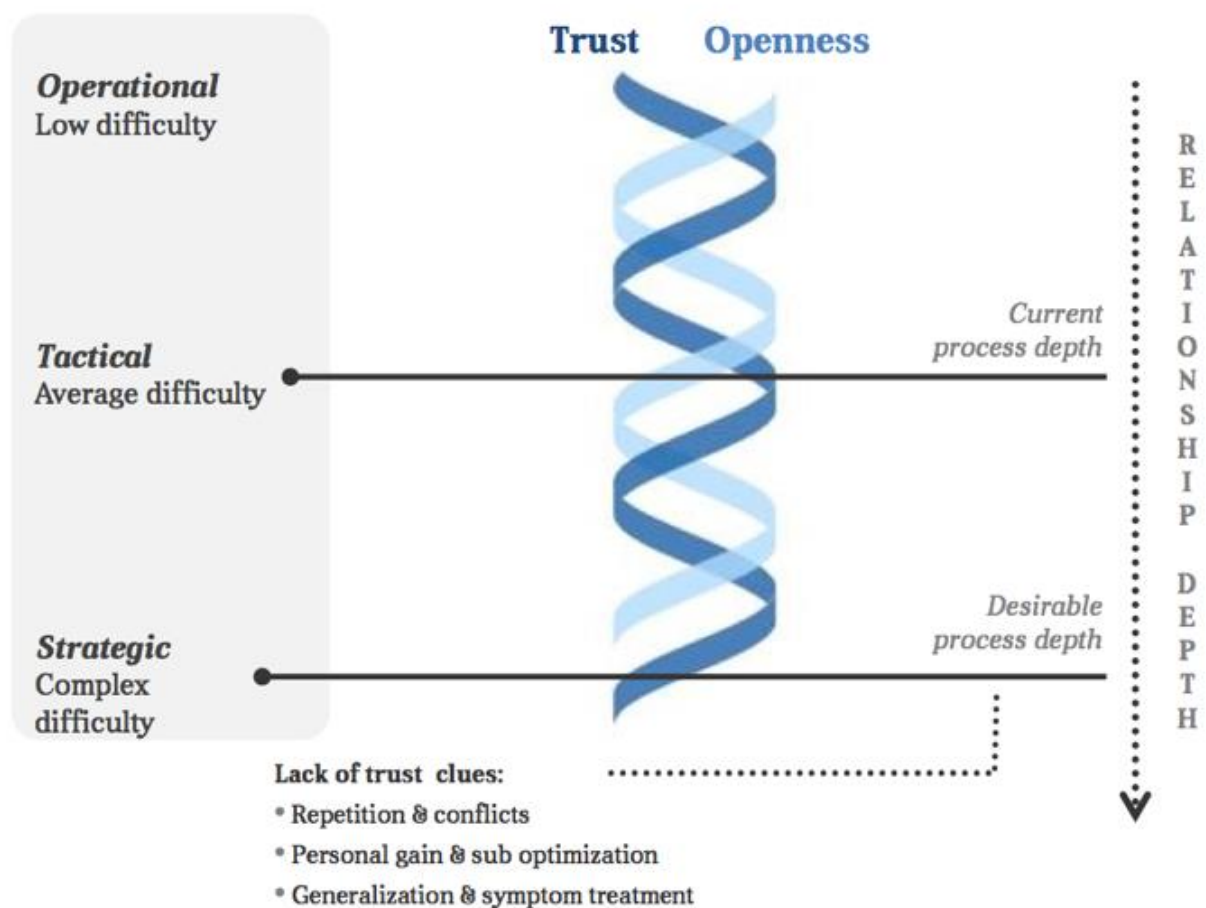 Trust Openness
Operational
Low difficulty
Current
process depth
Tactical
Average difficulty
Desirable
process depth
Strategic
Complex
difficulty
RELATIONSHIP DEPTH
Lack of trust clues:
• Repetition & conflicts
• Personal gain & sub optimization
• Generalization & symptom treatment